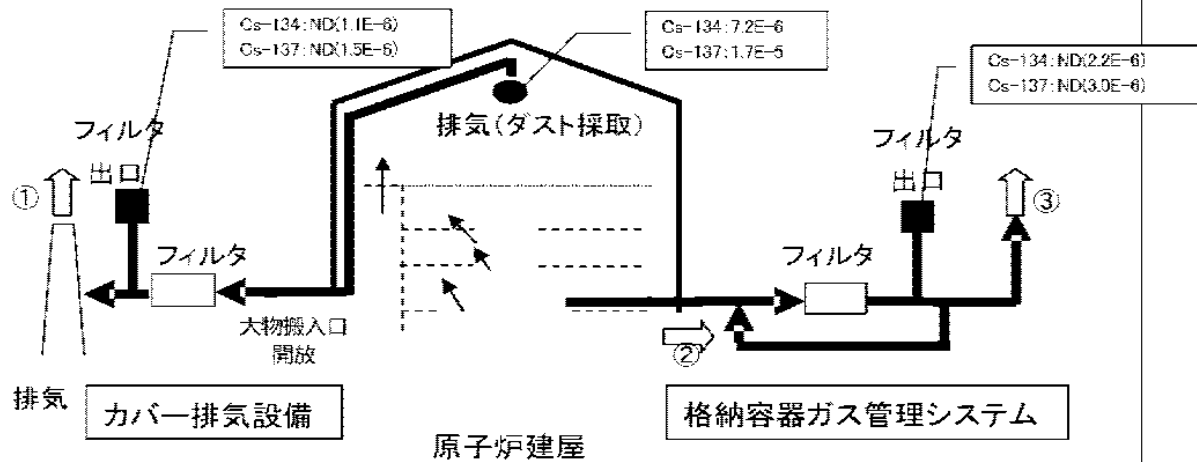 Cs-134:ND(1.1E-6)
Cs-137:ND(1.5E-6)
Cs-134:7.2E-6
Cs-137:1.7E-5
Cs-134:ND(2.2E-6)
Cs-137:ND(3.0E-6)
フィルタ
出口
①
排気(ダスト採取)
フィルタ
出口
③
フィルタ
フィルタ
大物搬入口
開放
②
排気
カバー排気設備
格納容器ガス管理システム
原子炉建屋